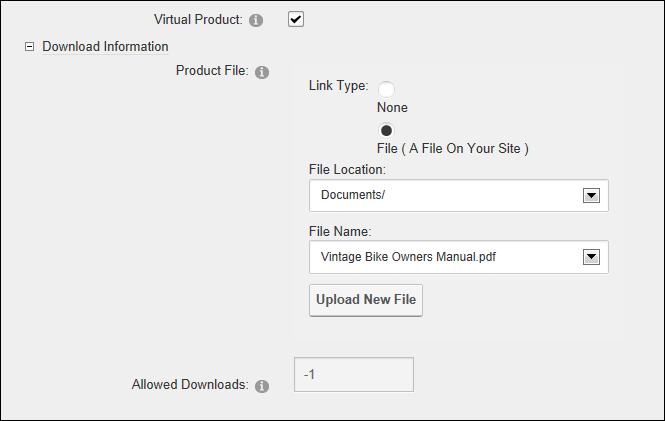 Virtual Product:
Download Information
Product File:
Link Type:
None
File ( A File On Your Site )
File Location:
Documents/
File Name:
Vintage Bike Owners Manual.pdf
Upload New File
Allowed Downloads:
-1